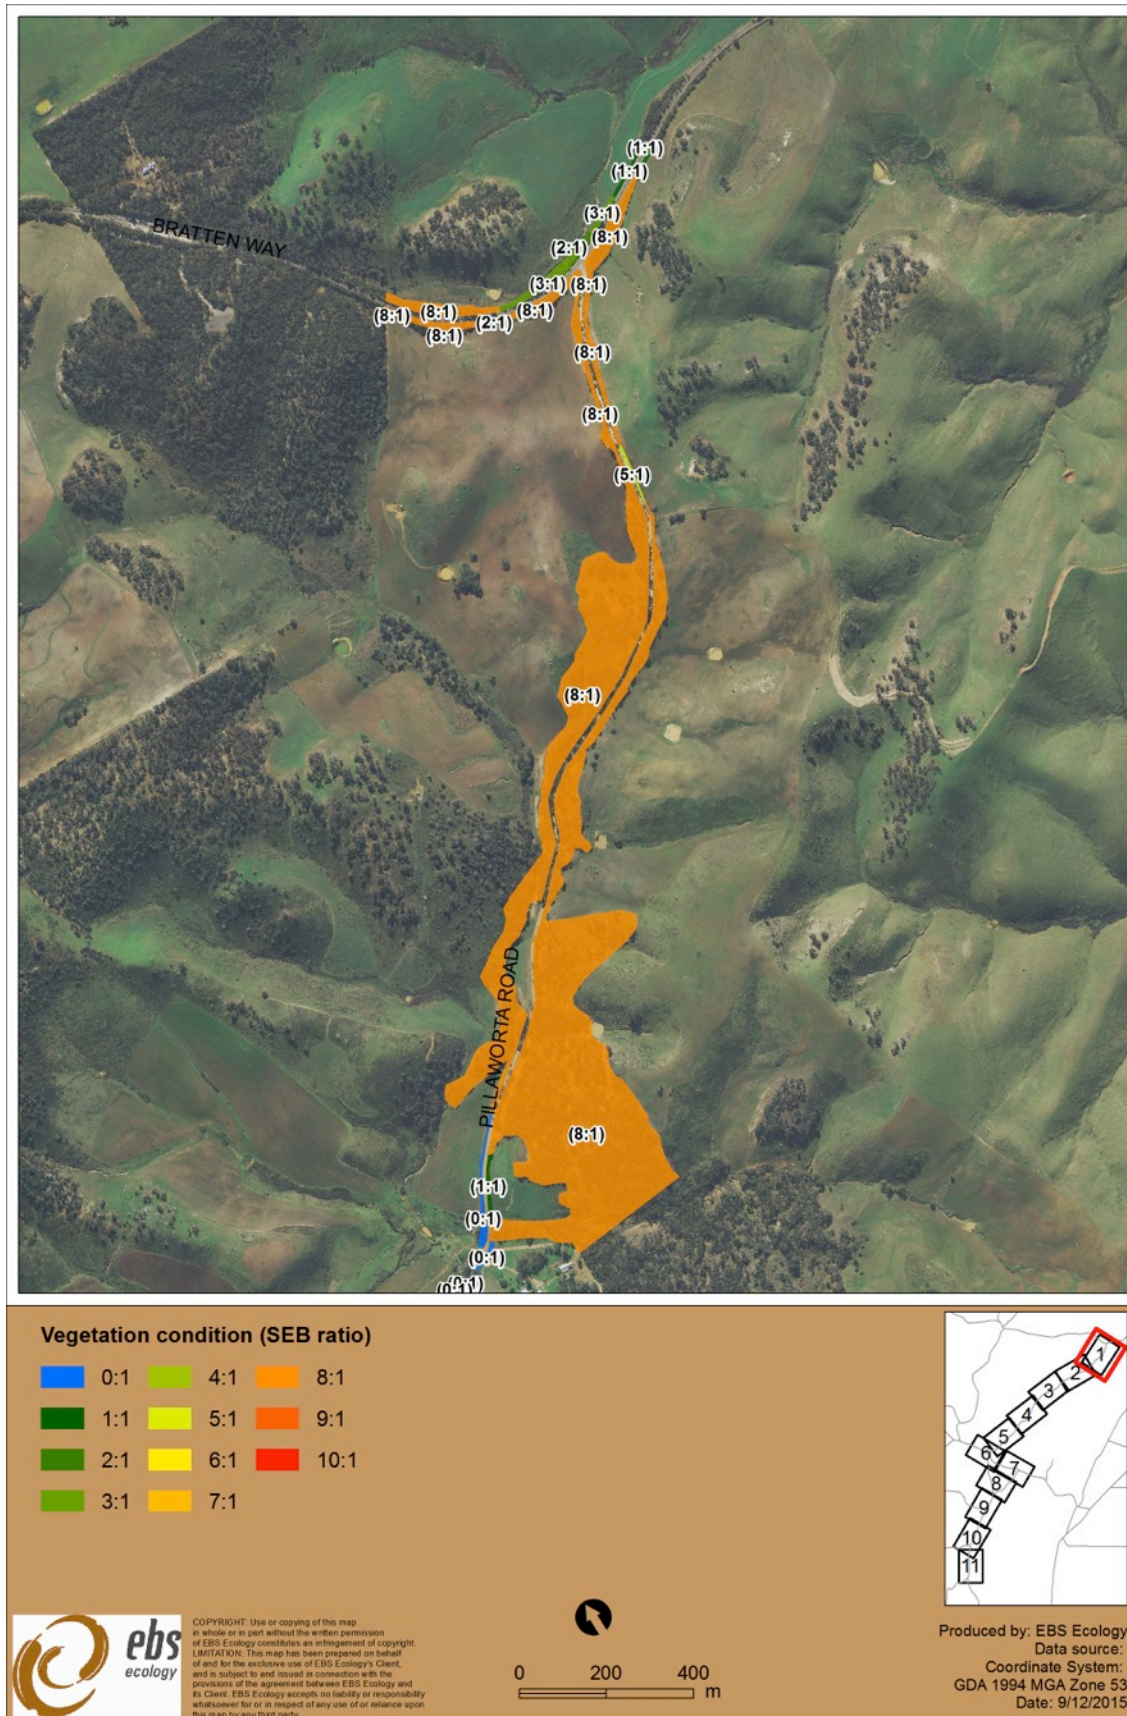 (1:1)
(1:1)
(3:1)
BRATTEN WAY
(8:1)
(2:1)
(3:1) (8:1)
(8:1) (8:1) (8:1)
(2:1)
(8:1)
(8:1)
(8:1)
(5:1)
(8:1)
PILLAWORTA ROAD
(8:1)
(1:1)
(0:1)
(0:1)
(0:1)
Vegetation condition (SEB ratio)
0:1 4:1 8:1
1:1 5:1 9:1
2:1 6:1 10:1
3:1 7:1
1
2
3
4
5
6
7
8
9
10
11
ebs
ecology
COPYRIGHT: Use or copying of this map
in whole or in part without the written permission
of EBS Ecology constitutes an infringement of copyright.
LIMITATION: This map has been prepared on behalf
of and for the exclusive use of EBS Ecology's Client,
and is subject to and issued in connection with the
provisions of the agreement between EBS Ecology and
its Client. EBS Ecology accepts no liability or responsibility
whatsoever for or in respect of any use of or reliance upon
this map by any third party.
0 200 400
m
Produced by: EBS Ecology
Data source:
Coordinate System:
GDA 1994 MGA Zone 53
Date: 9/12/2015